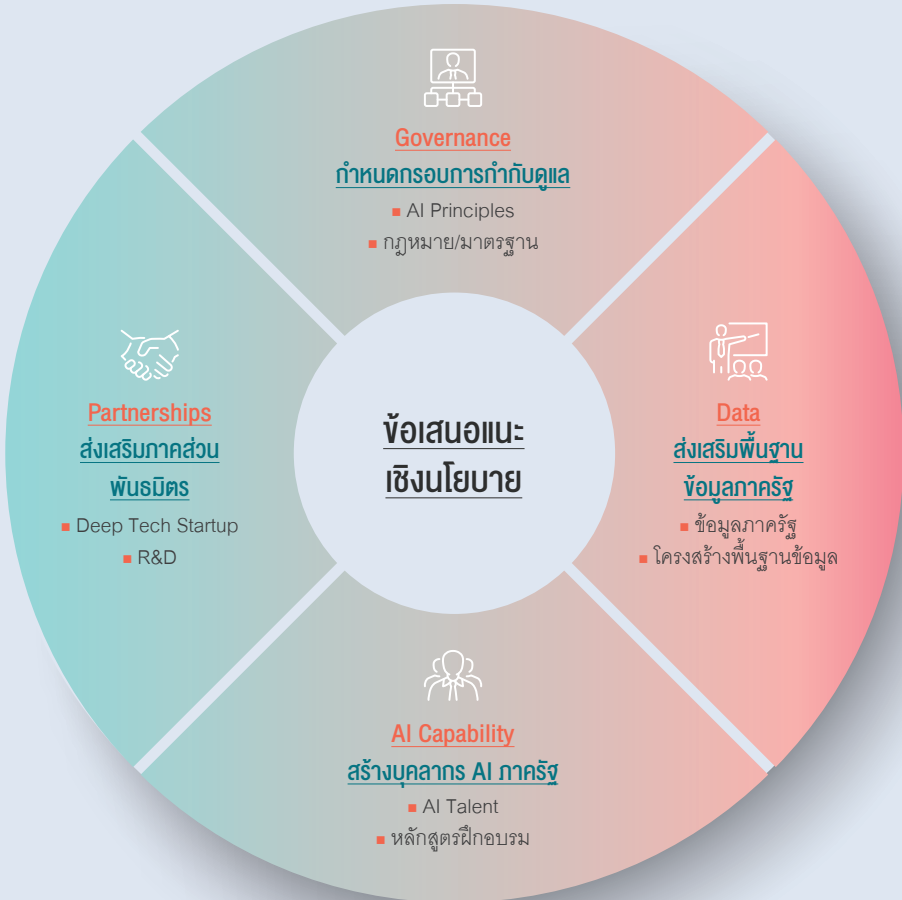 Governance
กำหนดกรอบการกำกับดูแล
■ AI Principles
■ กฎหมาย/มาตรฐาน
Partnerships
ส่งเสริมภาคส่วน
พันธมิตร
■ Deep Tech Startup
■ R&D
ข้อเสนอแนะ
เชิงนโยบาย
Data
ส่งเสริมพื้นฐาน
ข้อมูลภาครัฐ
■ ข้อมูลภาครัฐ
■ โครงสร้างพื้นฐานข้อมูล
AI Capability
สร้างบุคลากร AI ภาครัฐ
■ AI Talent
■ หลักสูตรฝึกอบรม